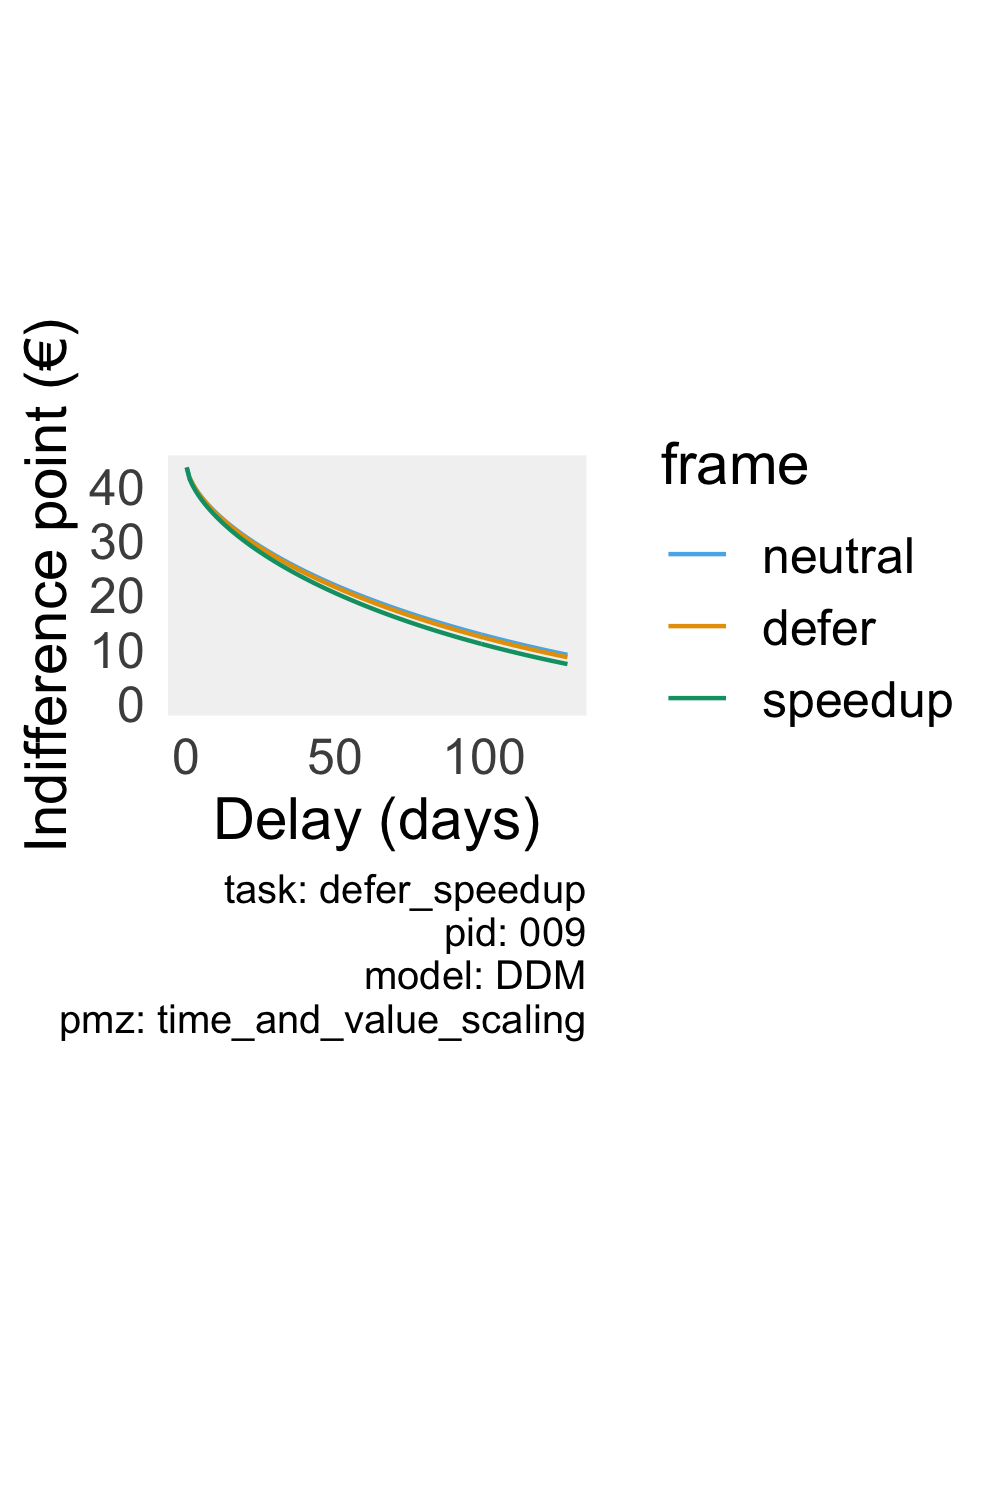 Indifference point (€)
40
30
20
10
0
0 50 100
Delay (days)
frame
neutral
defer
speedup
task: defer_speedup
pid: 009
model: DDM
pmz: time_and_value_scaling